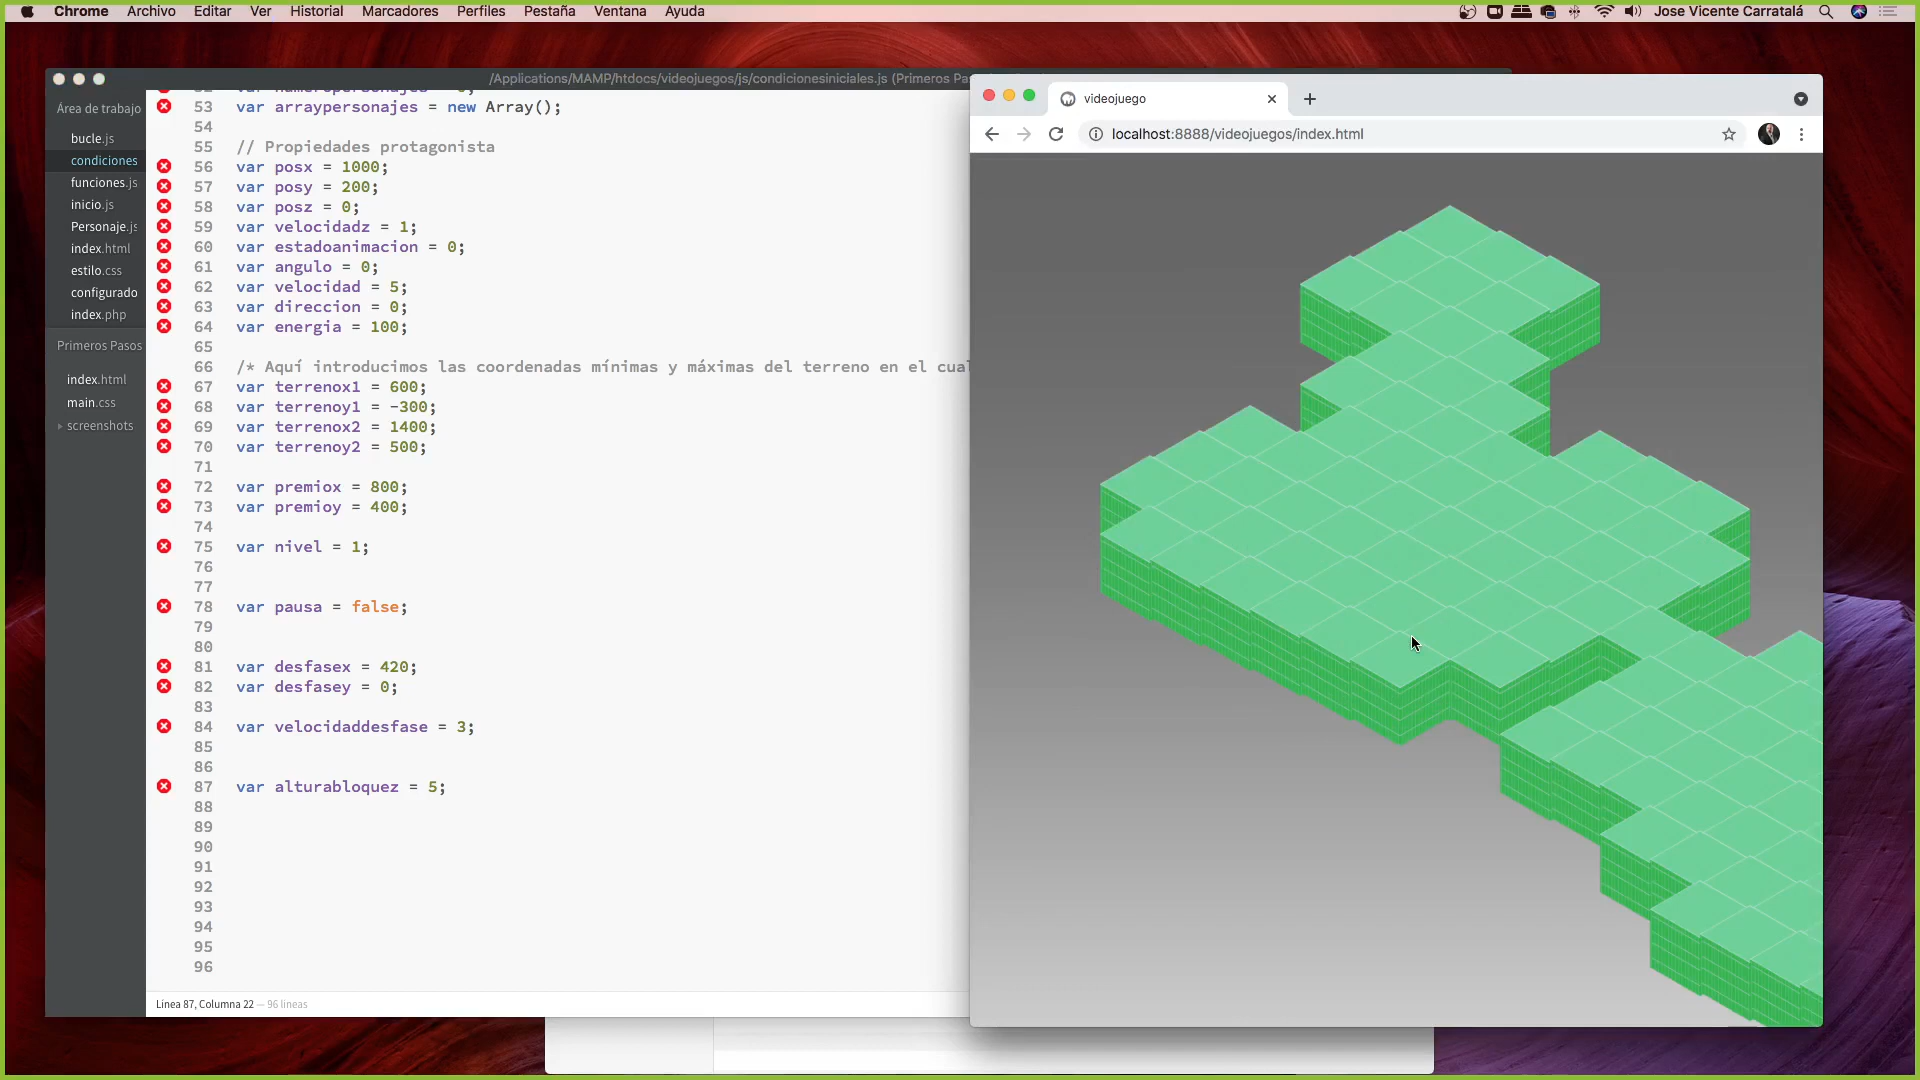 Chrome Archivo Editar Ver Historial Marcadores Perfiles Pestaña Ventana Ayuda
Jose Vicente Carratalá
/Applications/MAMP/htdocs/videojuegos/js/condicionesiniciales.js (Primeros Pa
Área de trabajo
bucle.js
condiciones
funciones.js
inicio.js
Personaje.js
index.html
estilo.css
configurado
index.php
Primeros Pasos
index.html
main.css
screenshots
53 var arraypersonajes = new Array();
54
55 // Propiedades protagonista
56 var posx = 1000;
57 var posy = 200;
58 var posz = 0;
59 var velocidadz = 1;
60 var estadoanimacion = 0;
61 var angulo = 0;
62 var velocidad = 5;
63 var direccion = 0;
64 var energia = 100;
65
66 /* Aquí introducimos las coordenadas mínimas y máximas del terreno en el cual
67 var terrenox1 = 600;
68 var terrenoy1 = -300;
69 var terrenox2 = 1400;
70 var terrenoy2 = 500;
71
72 var premiox = 800;
73 var premioy = 400;
74
75 var nivel = 1;
76
77
78 var pausa = false;
79
80
81 var desfasex = 420;
82 var desfasey = 0;
83
84 var velocidaddesfase = 3;
85
86
87 var alturabloquez = 5;
88
89
90
91
92
93
94
95
96
Línea 87, Columna 22 — 96 líneas
videojuego
localhost:8888/videojuegos/index.html